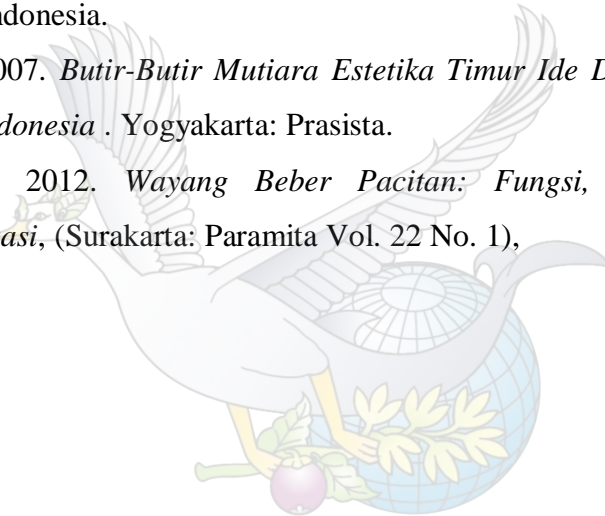 ndonesia.
007. Butir-Butir Mutiara Estetika Timur Ide D
donesia . Yogyakarta: Prasista.
2012. Wayang Beber Pacitan: Fungsi,
asi, (Surakarta: Paramita Vol. 22 No. 1),